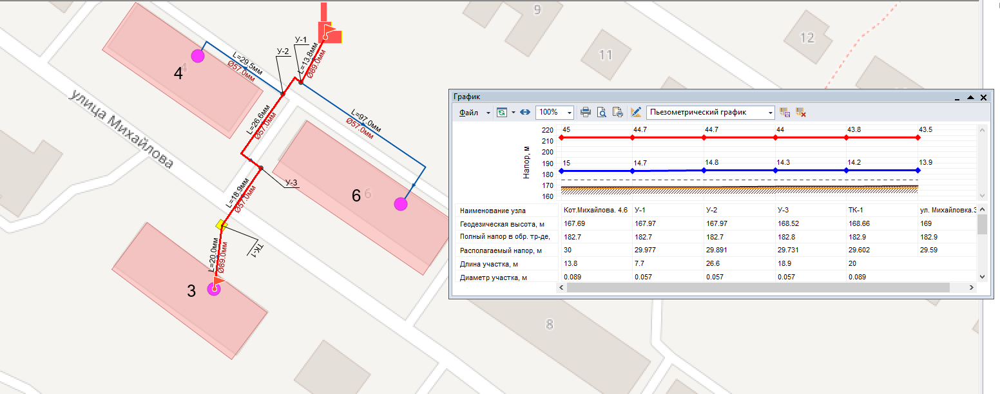 9
11
12
4
4
У-1
У-2
L=13.8мм
Ø89.0мм
L=29.5мм
Ø57.0мм
улица Михайлова
L=26.6мм
Ø57.0мм
L=97.0мм
Ø57.0мм
6
6
У-3
L=18.9мм
Ø57.0мм
ТК-1
L=20.0мм
Ø89.0мм
3
8
График
Файл
100%
Пьезометрический график
Напор, м
220
210
200
190
180
170
160
45 44.7 44.7 44 43.8 43.5
15 14.7 14.8 14.3 14.2 13.9
Наименование узла Кот.Михайлова. 4.6 У-1 У-2 У-3 ТК-1 ул. Михайловка.3
Геодезическая высота, м 167.69 167.97 167.97 168.52 168.66 169
Полный напор в обр. тр-де, 182.7 182.7 182.7 182.8 182.9 182.9
Располагаемый напор, м 30 29.977 29.891 29.731 29.602 29.59
Длина участка, м 13.8 7.7 26.6 18.9 20
Диаметр участка, м 0.089 0.057 0.057 0.057 0.089